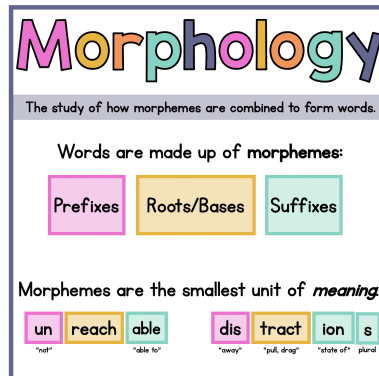 Morphology
The study of how morphemes are combined to form words.
Words are made up of morphemes:
Prefixes Roots/Bases Suffixes
Morphemes are the smallest unit of meaning.
un reach able dis tract ion s
"not" "able to" "away" "pull, drag" "state of" plural